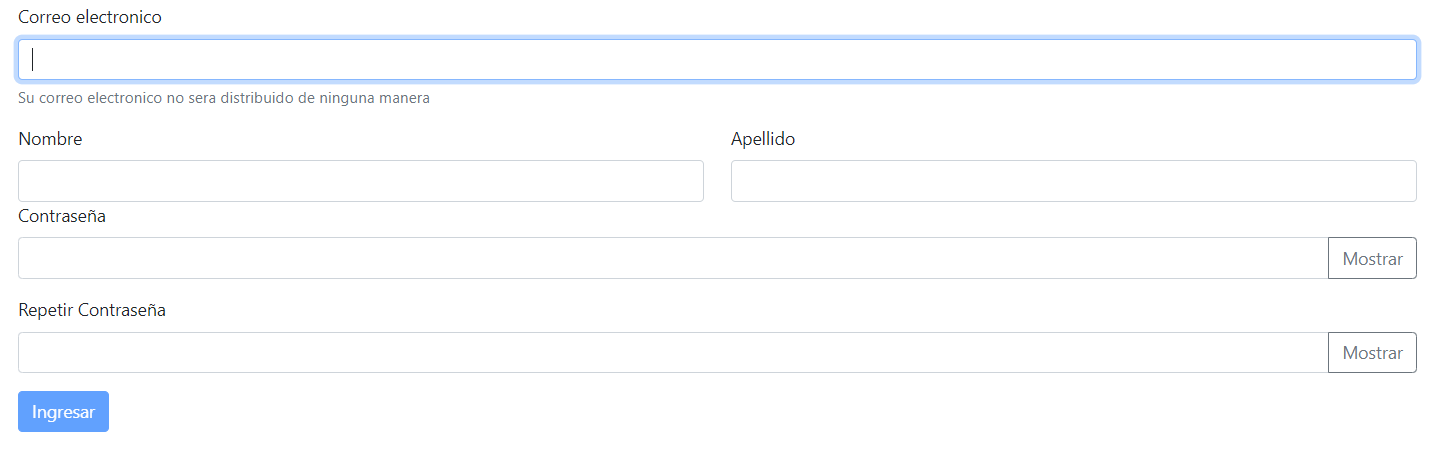 Correo electronico
Su correo electronico no sera distribuido de ninguna manera
Nombre
Apellido
Contraseña
Mostrar
Repetir Contraseña
Mostrar
Ingresar